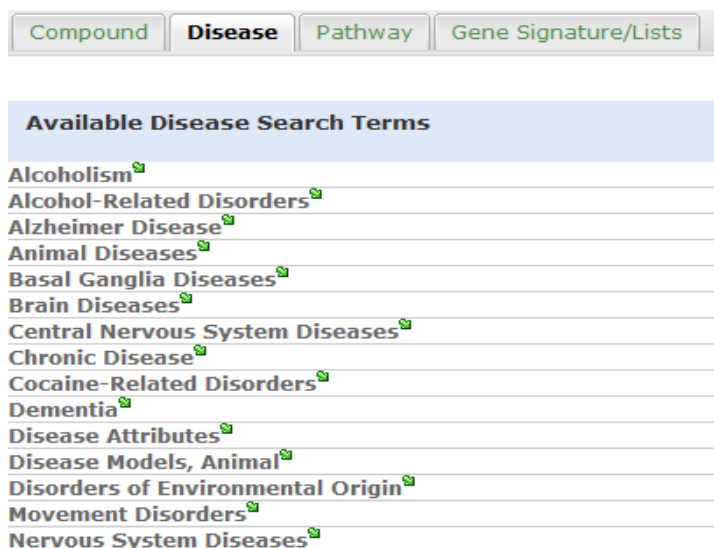 Compound Disease Pathway Gene Signature/Lists
Available Disease Search Terms
Alcoholism
Alcohol-Related Disorders
Alzheimer Disease
Animal Diseases
Basal Ganglia Diseases
Brain Diseases
Central Nervous System Diseases
Chronic Disease
Cocaine-Related Disorders
Dementia
Disease Attributes
Disease Models, Animal
Disorders of Environmental Origin
Movement Disorders
Nervous System Diseases